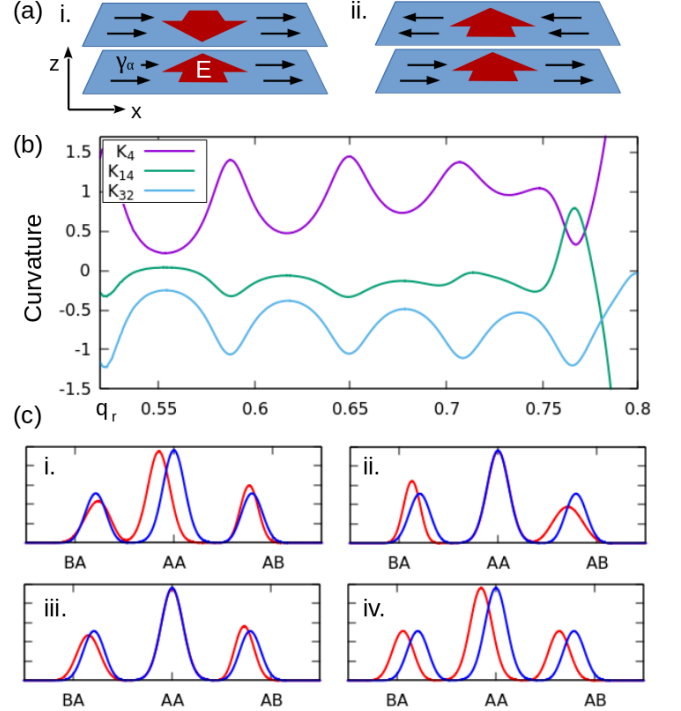 (a) i. ii.
z γα E
x
(b)
1.5
1
0.5
0
-0.5
-1
-1.5
K4
K14
K32
Curvature
qr 0.55 0.6 0.65 0.7 0.75 0.8
(c)
i. ii.
BA AA AB BA AA AB
iii. iv.
BA AA AB BA AA AB